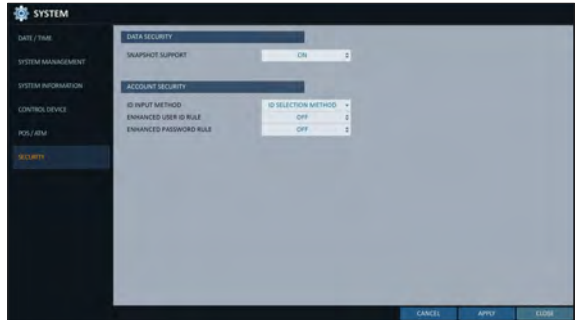 SYSTEM
DATE / TIME
SYSTEM MANAGEMENT
SYSTEM INFORMATION
CONTROL DEVICE
POS / ATM
SECURITY
DATA SECURITY
SNAPSHOT SUPPORT ON
ACCOUNT SECURITY
ID INPUT METHOD ID SELECTION METHOD
ENHANCED USER ID RULE OFF
ENHANCED PASSWORD RULE OFF
CANCEL APPLY CLOSE